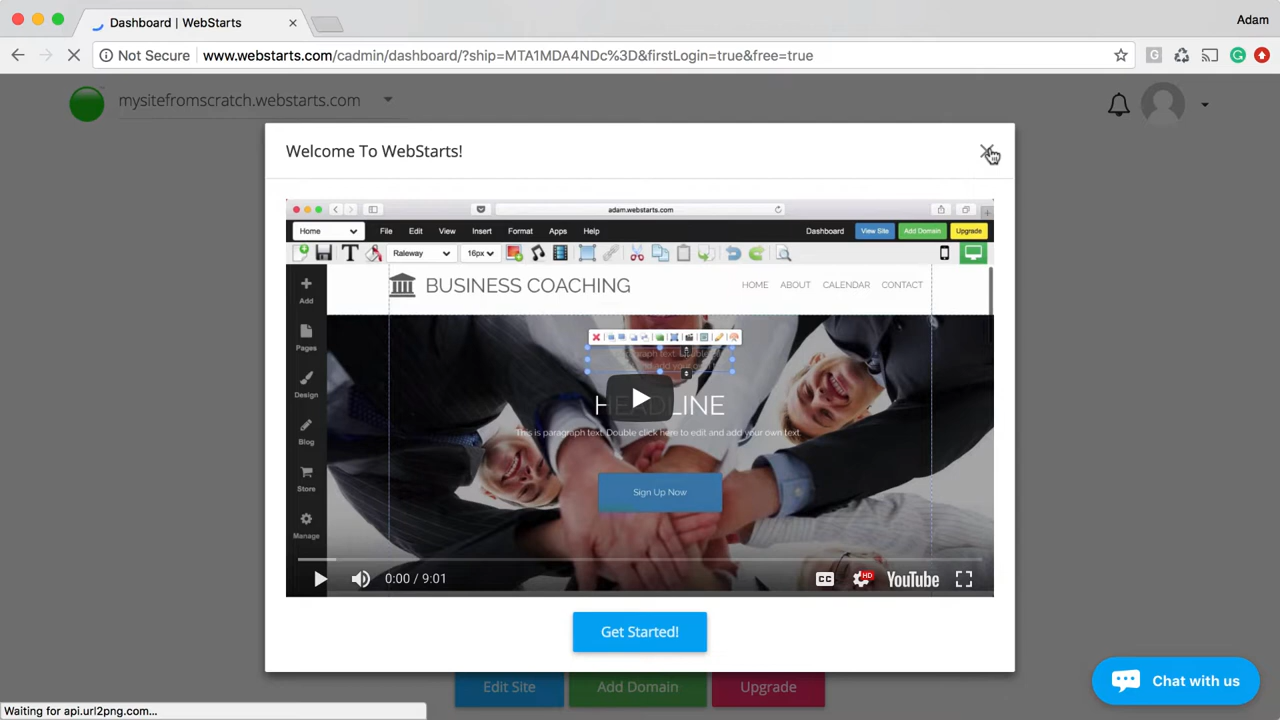 Dashboard | WebStarts
Adam
Not Secure www.webstarts.com/cadmin/dashboard/?ship=MTA1MDA4NDc%3D&firstLogin=true&free=true
mysitefromscratch.webstarts.com
Welcome To WebStarts!
adam.webstarts.com
Home File Edit View Insert Format Apps Help Dashboard View Site Add Domain Upgrade
Raleway 16px
BUSINESS COACHING HOME ABOUT CALENDAR CONTACT
Add
Pages
Design
Blog
Store
Manage
HEADLINE
This is paragraph text. Double click here to edit and add your own text.
Sign Up Now
0:00 / 9:01 CC HD YouTube
Get Started!
Edit Site Add Domain Upgrade
Chat with us
Waiting for api.url2png.com...